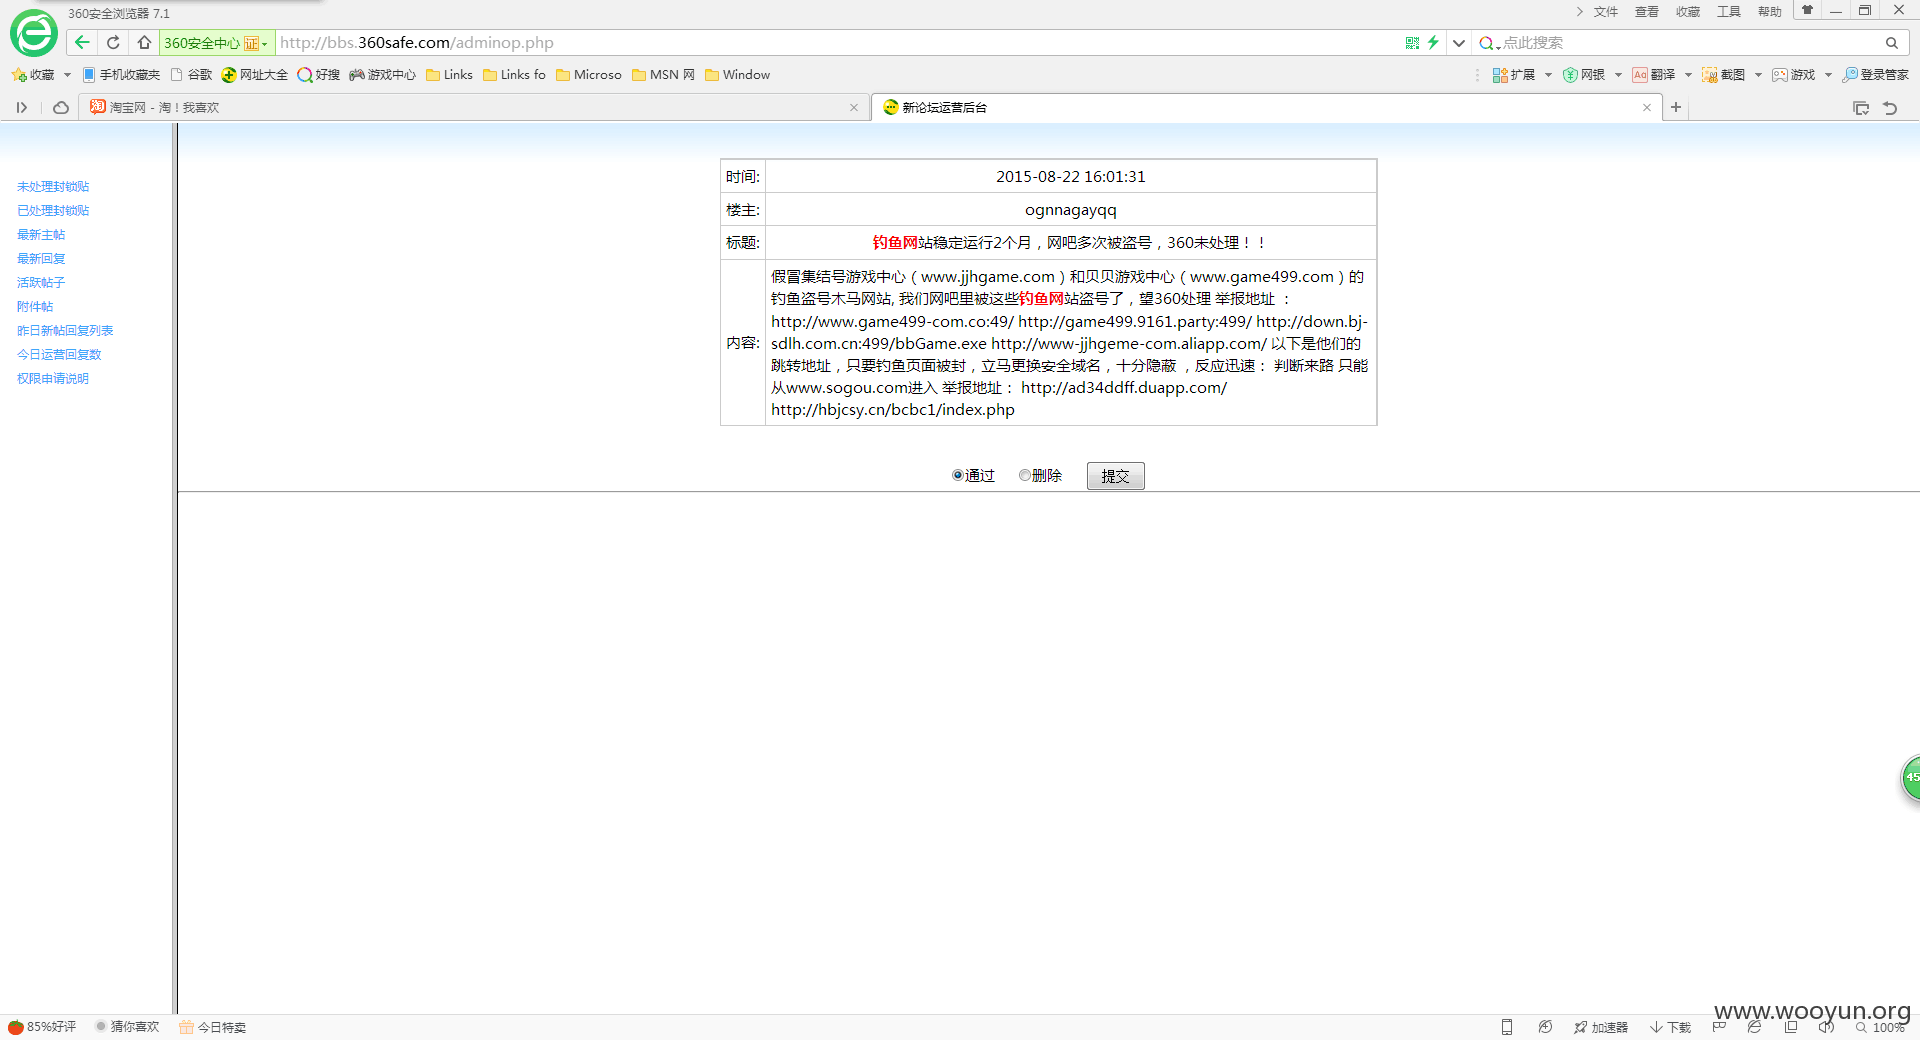 360安全浏览器 7.1
文件 查看 收藏 工具 帮助
360安全中心 证 http://bbs.360safe.com/adminop.php 点此搜索
收藏 手机收藏夹 谷歌 网址大全 好搜 游戏中心 Links Links fo Microso MSN 网 Window 扩展 网银 翻译 截图 游戏 登录管家
淘宝网 - 淘！我喜欢 新论坛运营后台
未处理封锁贴
已处理封锁贴
最新主帖
最新回复
活跃帖子
附件帖
昨日新帖回复列表
今日运营回复数
权限申请说明
时间: 2015-08-22 16:01:31
楼主: ognnagayqq
标题: 钓鱼网站稳定运行2个月，网吧多次被盗号，360未处理！！
内容:
假冒集结号游戏中心（www.jjhgame.com）和贝贝游戏中心（www.game499.com）的
钓鱼盗号木马网站, 我们网吧里被这些钓鱼网站盗号了，望360处理 举报地址 ：
http://www.game499-com.co:49/ http://game499.9161.party:499/ http://down.bj-
sdlh.com.cn:499/bbGame.exe http://www-jjhgeme-com.aliapp.com/ 以下是他们的
跳转地址，只要钓鱼页面被封，立马更换安全域名，十分隐蔽 ，反应迅速： 判断来路 只能
从www.sogou.com进入 举报地址： http://ad34ddff.duapp.com/
http://hbjcsy.cn/bcbc1/index.php
通过 删除 提交
45
www.wooyun.org
85%好评 猜你喜欢 今日特卖 加速器 下载 100%